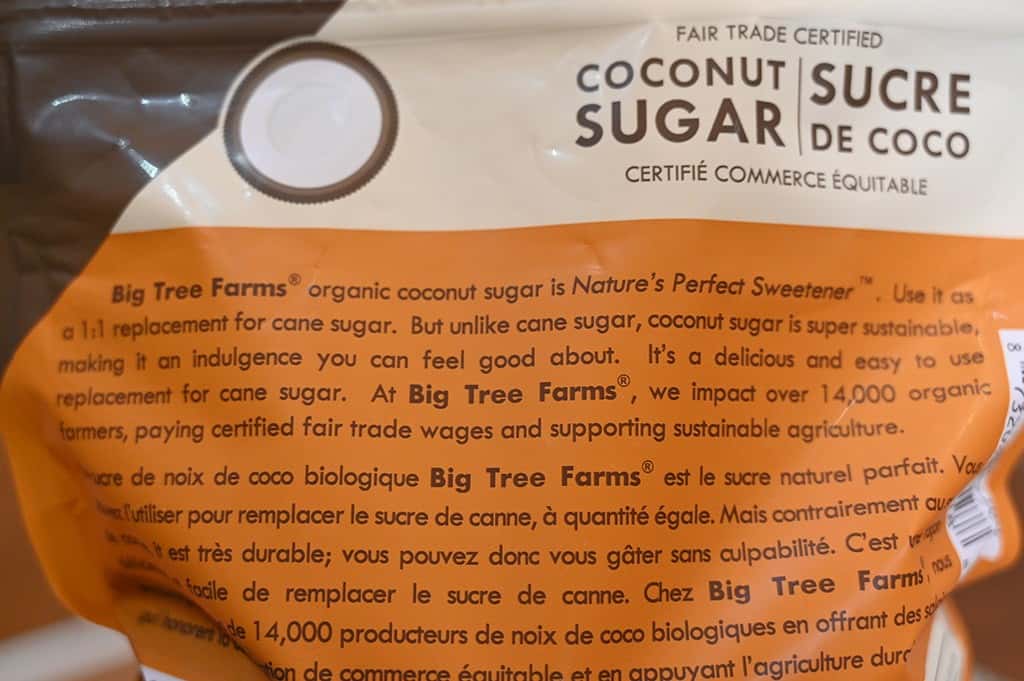 FAIR TRADE CERTIFIED
COCONUT SUGAR
SUCRE DE COCO
CERTIFIÉ COMMERCE ÉQUITABLE
Big Tree Farms® organic coconut sugar is Nature's Perfect Sweetener™. Use it as
a 1:1 replacement for cane sugar. But unlike cane sugar, coconut sugar is super sustainable,
making it an indulgence you can feel good about. It's a delicious and easy to use
replacement for cane sugar. At Big Tree Farms®, we impact over 14,000 organic
farmers, paying certified fair trade wages and supporting sustainable agriculture.
de noix de coco biologique Big Tree Farms® est le sucre naturel parfait.
l'utiliser pour remplacer le sucre de canne, à quantité égale. Mais contrairement au
est très durable; vous pouvez donc vous gâter sans culpabilité. C'est
facile de remplacer le sucre de canne. Chez Big Tree Farms®, nous
de 14,000 producteurs de noix de coco biologiques en offrant des
de commerce équitable et en appuyant l'agriculture